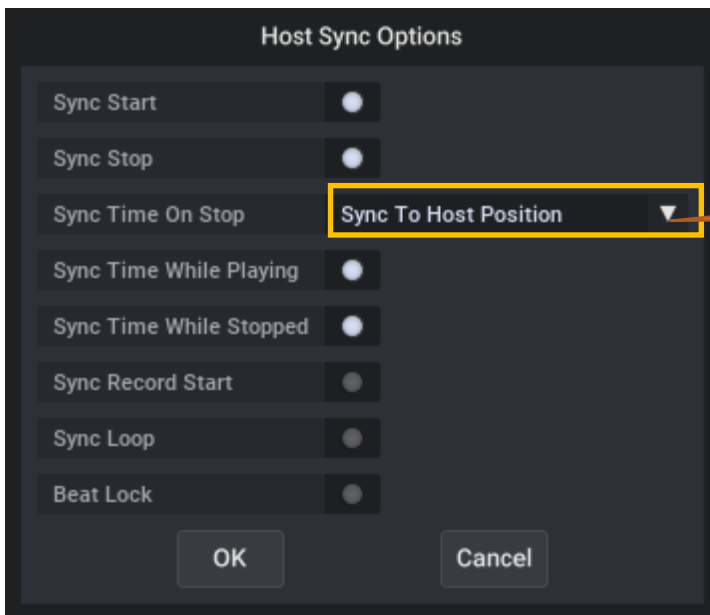 Host Sync Options
Sync Start
Sync Stop
Sync Time On Stop Sync To Host Position
Sync Time While Playing
Sync Time While Stopped
Sync Record Start
Sync Loop
Beat Lock
OK Cancel